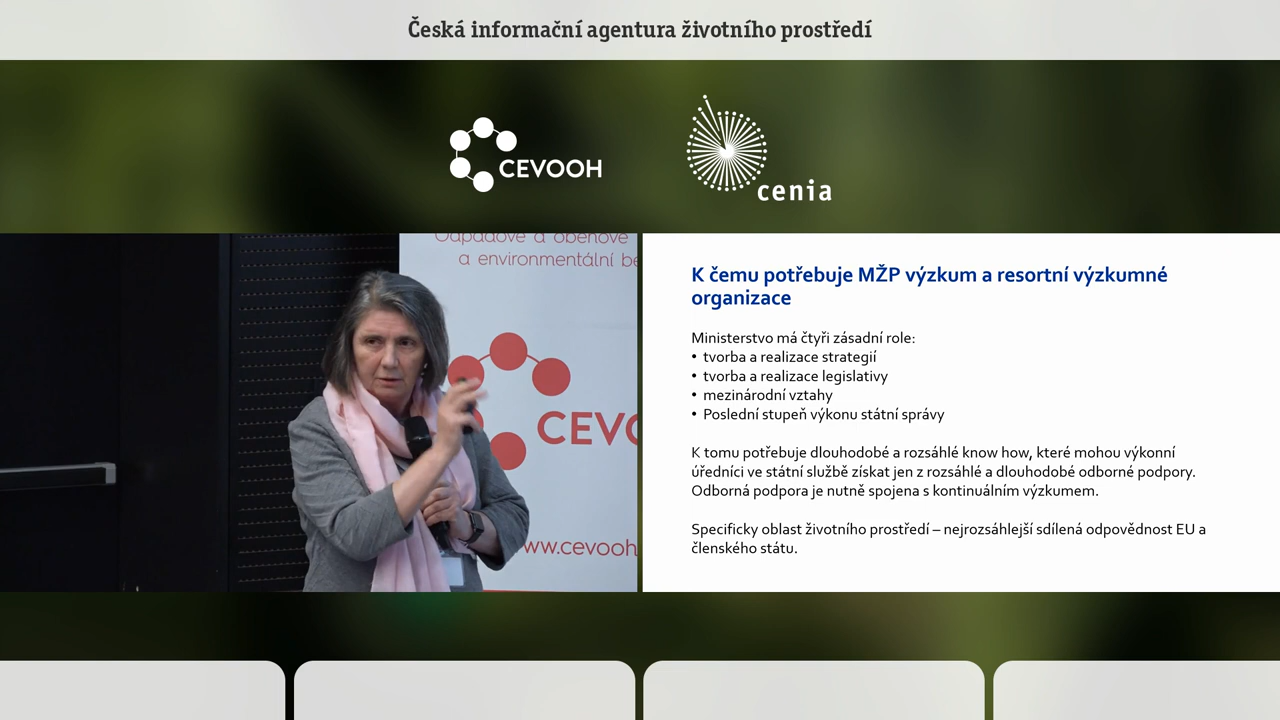 Česká informační agentura životního prostředí
CEVOOH
cenia
Odpadové a oběhové
a environmentální be
CEVO
www.cevooh
K čemu potřebuje MŽP výzkum a resortní výzkumné
organizace
Ministerstvo má čtyři zásadní role:
• tvorba a realizace strategií
• tvorba a realizace legislativy
• mezinárodní vztahy
• Poslední stupeň výkonu státní správy
K tomu potřebuje dlouhodobé a rozsáhlé know how, které mohou výkonní
úředníci ve státní službě získat jen z rozsáhlé a dlouhodobé odborné podpory.
Odborná podpora je nutně spojena s kontinuálním výzkumem.
Specificky oblast životního prostředí – nejrozsáhlejší sdílená odpovědnost EU a
členského státu.